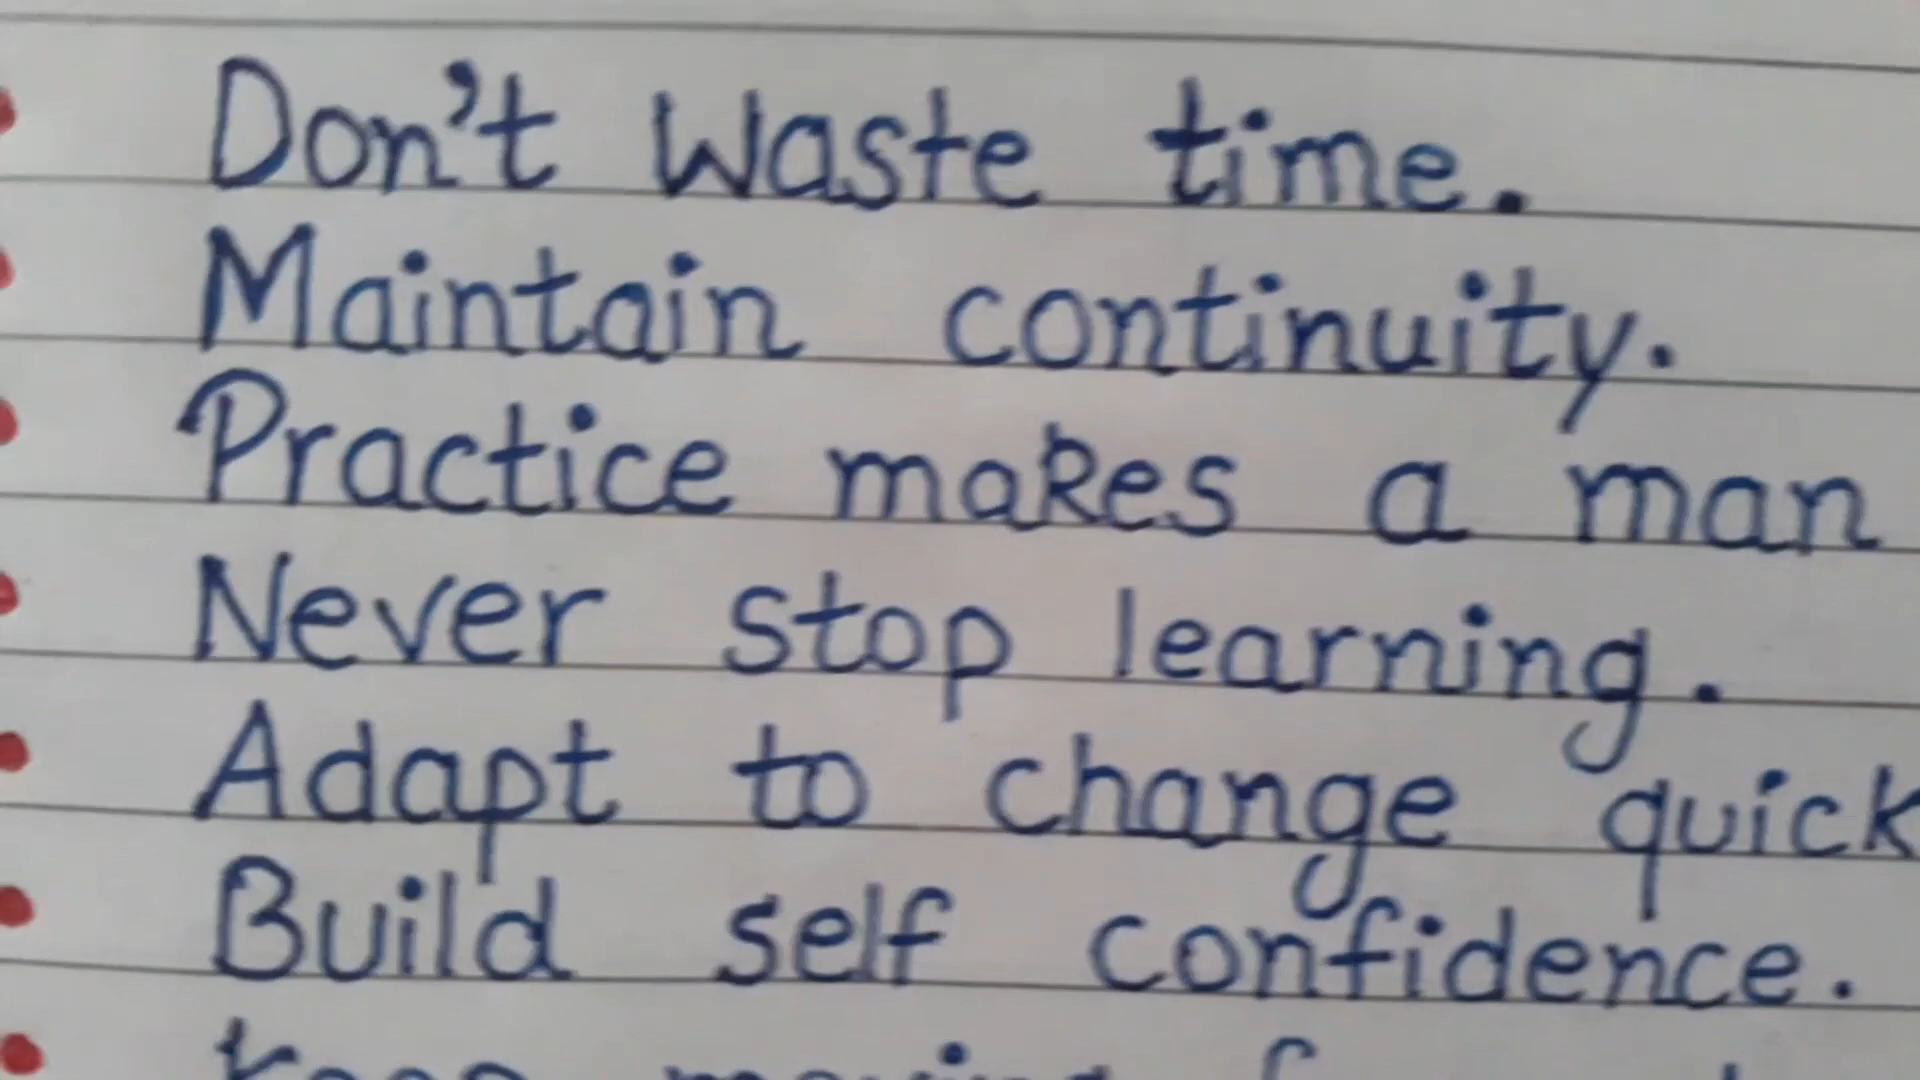 Don't waste time.
Maintain continuity.
Practice makes a man
Never stop learning.
Adapt to change quick
Build self confidence.